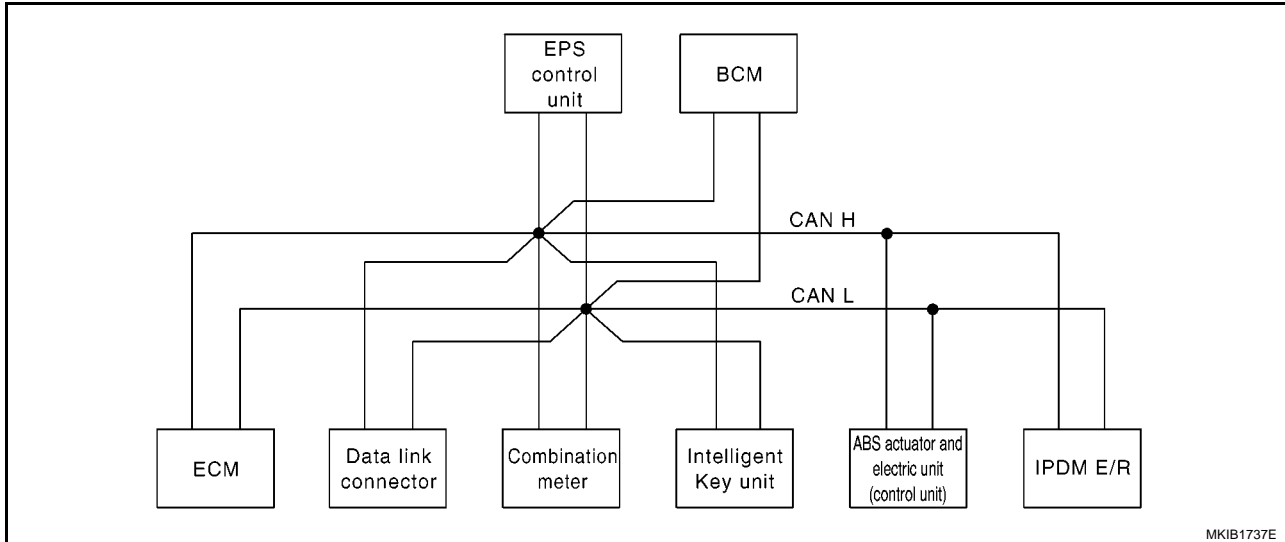 EPS
control
unit
BCM
CAN H
CAN L
ECM
Data link
connector
Combination
meter
Intelligent
Key unit
ABS actuator and
electric unit
(control unit)
IPDM E/R
MKIB1737E